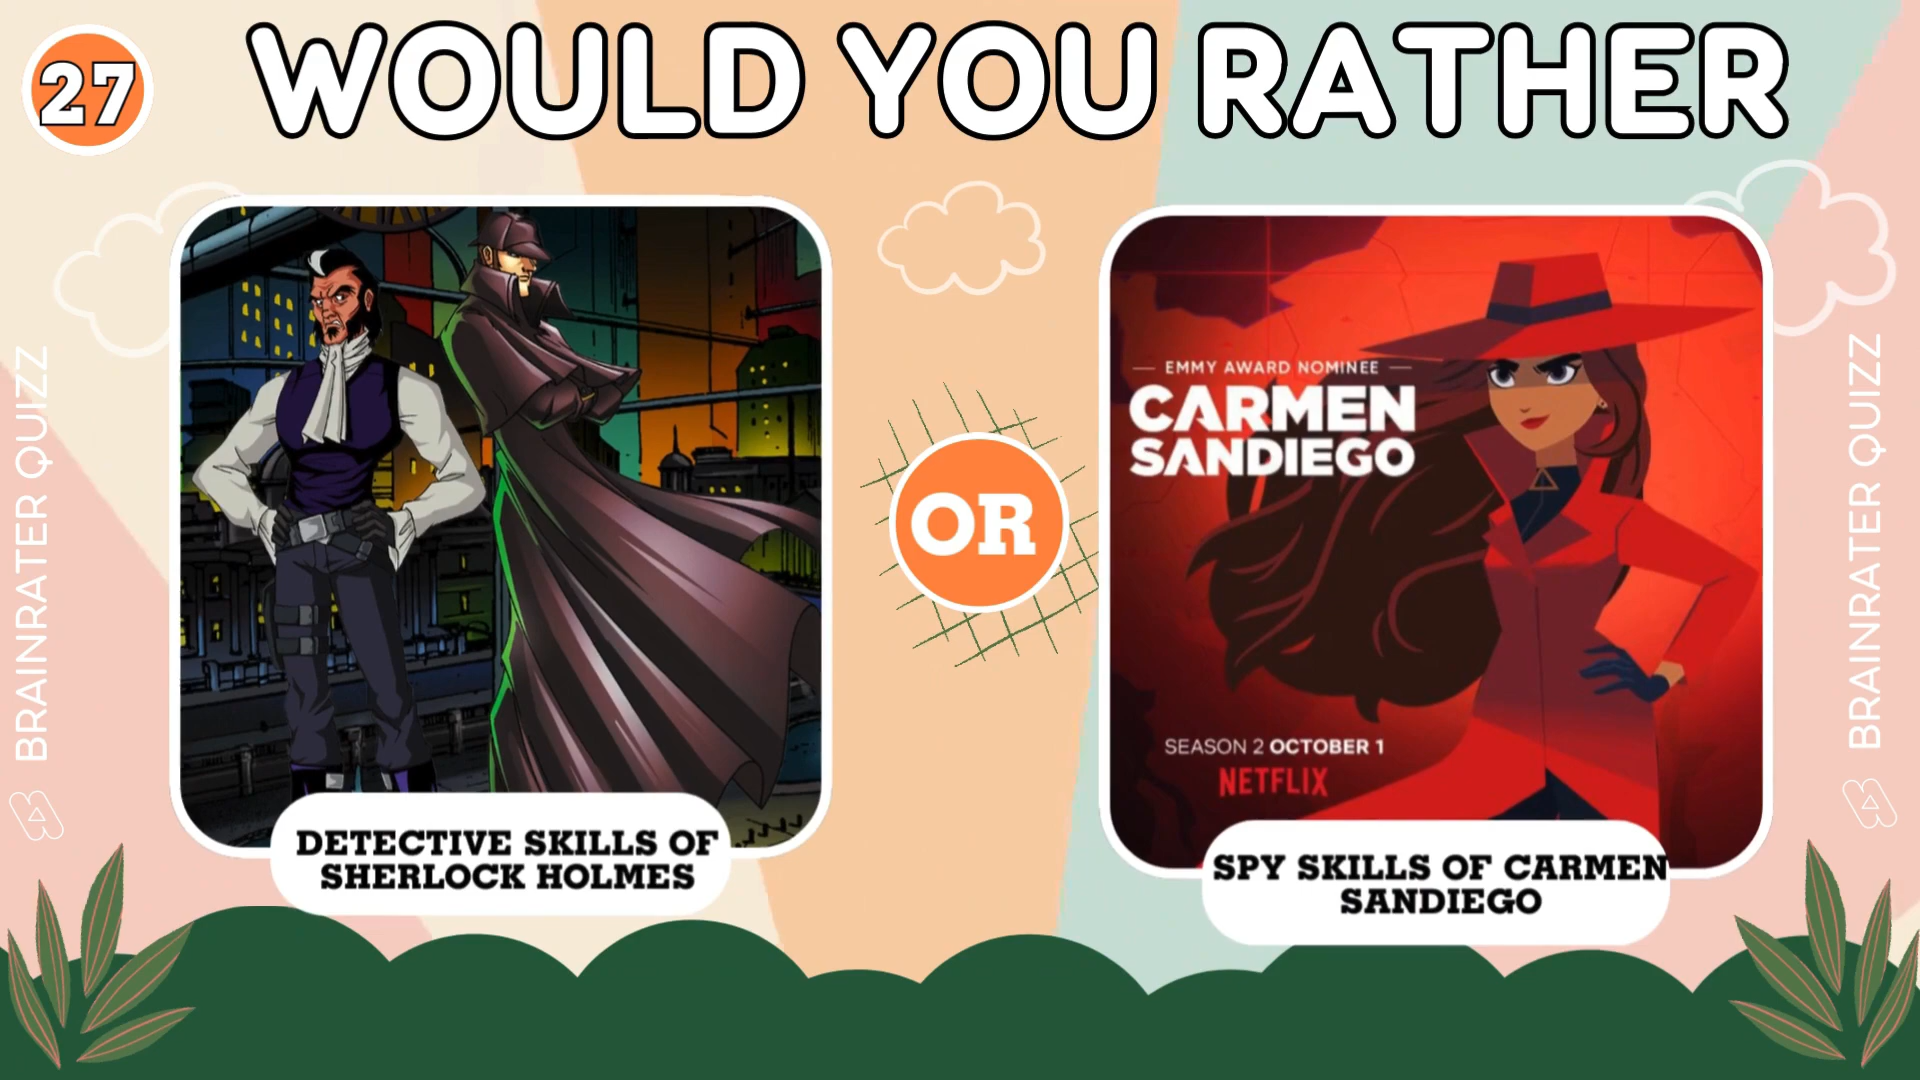 27
WOULD YOU RATHER
BRAINRATER QUIZZ
OR
EMMY AWARD NOMINEE
CARMEN
SANDIEGO
SEASON 2 OCTOBER 1
NETFLIX
DETECTIVE SKILLS OF
SHERLOCK HOLMES
SPY SKILLS OF CARMEN
SANDIEGO
BRAINRATER QUIZZ